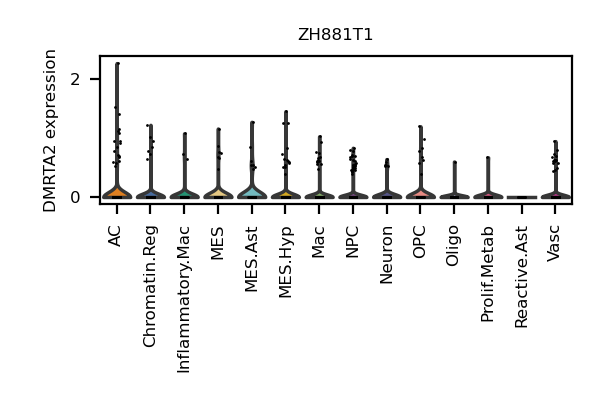 ZH881T1
DMRTA2 expression
2
0
AC
Chromatin.Reg
Inflammatory.Mac
MES
MES.Ast
MES.Hyp
Mac
NPC
Neuron
OPC
Oligo
Prolif.Metab
Reactive.Ast
Vasc